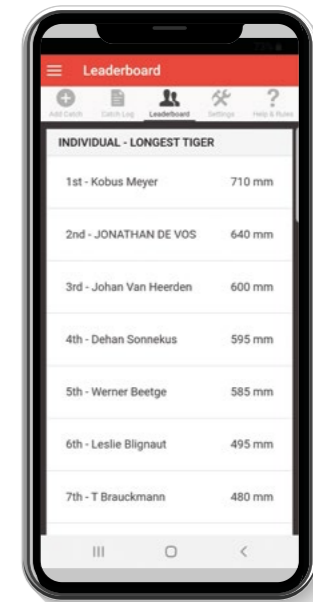 73%
Leaderboard
Add Catch Catch Log Leaderboard Settings Help & Rules
INDIVIDUAL - LONGEST TIGER
1st - Kobus Meyer 710 mm
2nd - JONATHAN DE VOS 640 mm
3rd - Johan Van Heerden 600 mm
4th - Dehan Sonnekus 595 mm
5th - Werner Beetge 585 mm
6th - Leslie Blignaut 495 mm
7th - T Brauckmann 480 mm